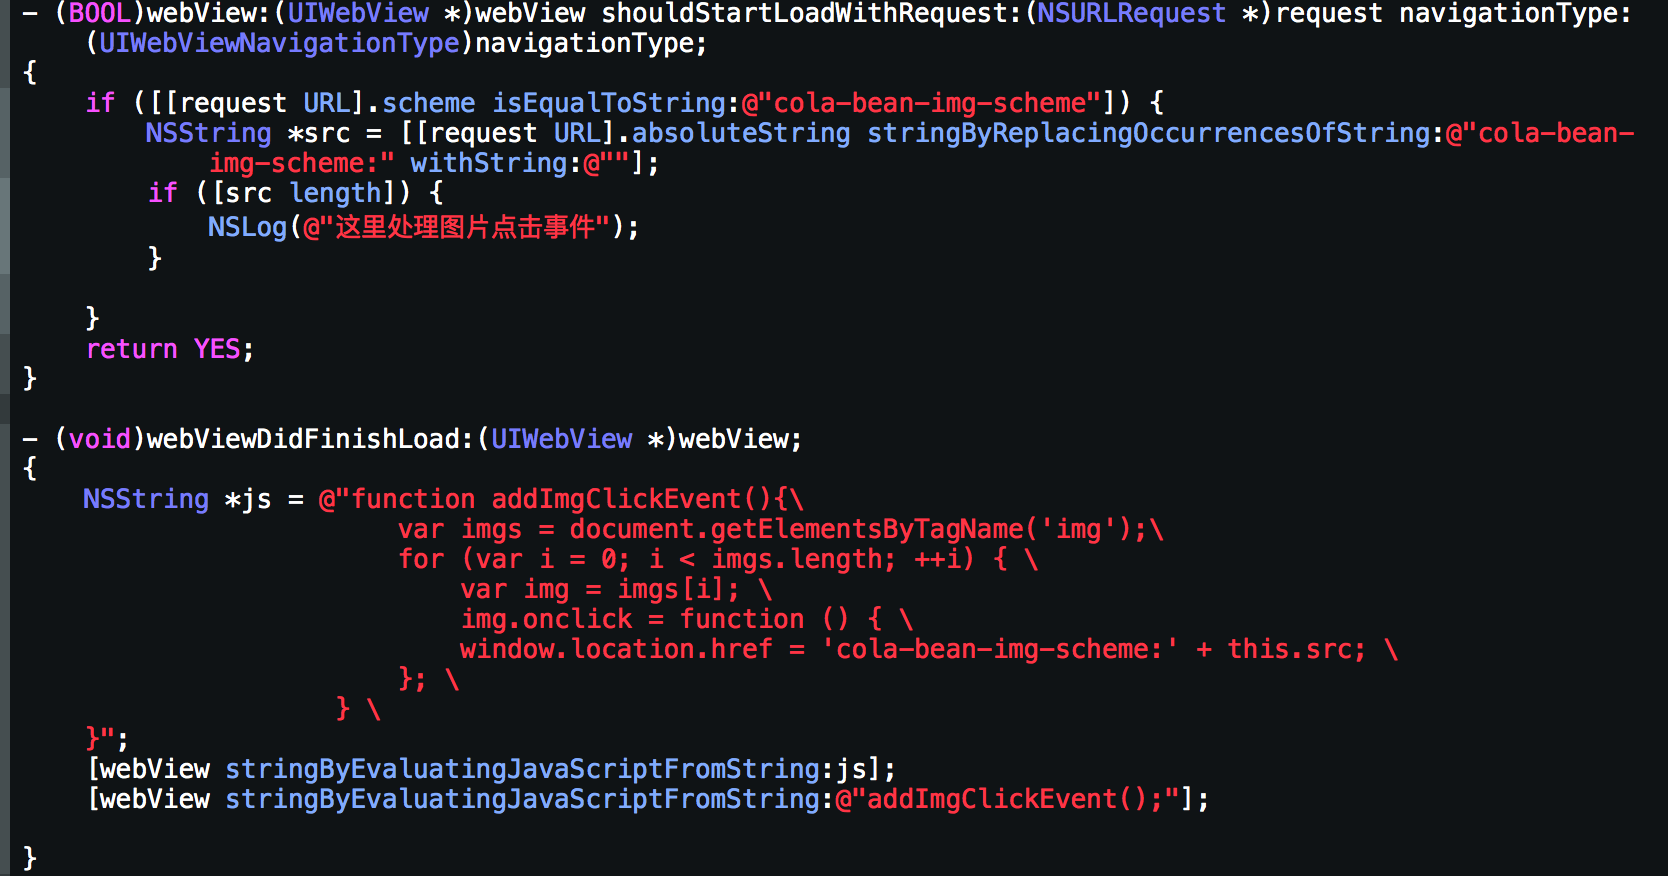 - (BOOL)webView:(UIWebView *)webView shouldStartLoadWithRequest:(NSURLRequest *)request navigationType:
(UIWebViewNavigationType)navigationType;
{
if ([[request URL].scheme isEqualToString:@"cola-bean-img-scheme"]) {
NSString *src = [[request URL].absoluteString stringByReplacingOccurrencesOfString:@"cola-bean-
img-scheme:" withString:@""];
if ([src length]) {
NSLog(@"这里处理图片点击事件");
}
}
return YES;
}
- (void)webViewDidFinishLoad:(UIWebView *)webView;
{
NSString *js = @"function addImgClickEvent(){\
var imgs = document.getElementsByTagName('img');\
for (var i = 0; i < imgs.length; ++i) { \
var img = imgs[i]; \
img.onclick = function () { \
window.location.href = 'cola-bean-img-scheme:' + this.src; \
}; \
} \
}";
[webView stringByEvaluatingJavaScriptFromString:js];
[webView stringByEvaluatingJavaScriptFromString:@"addImgClickEvent();"];
}